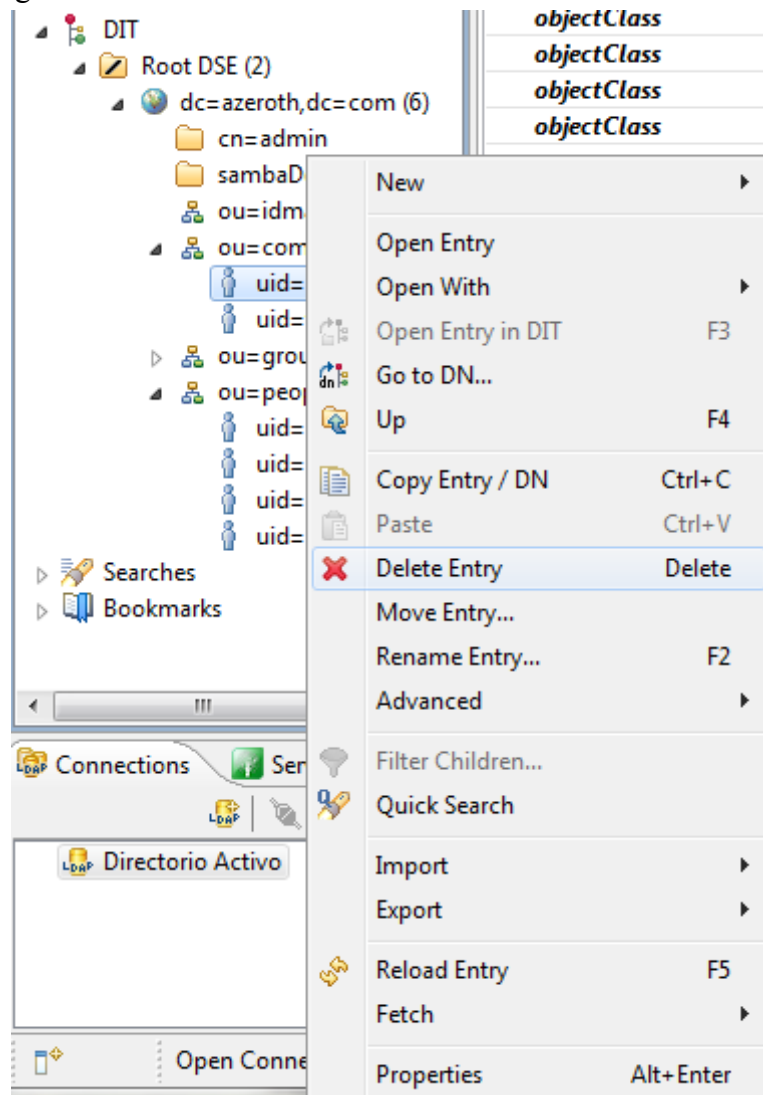 objectClass
objectClass
objectClass
objectClass
DIT
Root DSE (2)
dc=azeroth,dc=com (6)
cn=admin
sambaD
ou=idm
ou=com
uid=
uid=
ou=grou
ou=peop
uid=
uid=
uid=
uid=
Searches
Bookmarks
Connections
Ser
Directorio Activo
Open Conne
New
Open Entry
Open With
Open Entry in DIT F3
Go to DN...
Up F4
Copy Entry / DN Ctrl+C
Paste Ctrl+V
Delete Entry Delete
Move Entry...
Rename Entry... F2
Advanced
Filter Children...
Quick Search
Import
Export
Reload Entry F5
Fetch
Properties Alt+Enter